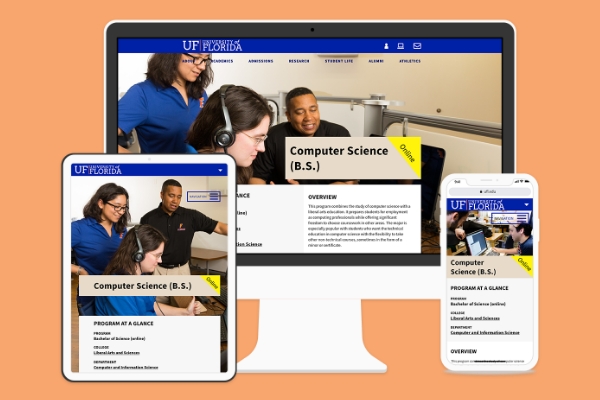 UF UNIVERSITY of FLORIDA
ACADEMICS ADMISSIONS RESEARCH STUDENT LIFE ALUMNI ATHLETICS
Computer Science
(B.S.)
Online
OVERVIEW
This program combines the study of computer science with a
liberal arts education. It prepares students for employment
as computing professionals while offering significant
freedom to choose coursework in other areas. The major is
especially popular with students who want the technical
education in computer science with the flexibility to take
other non-technical courses, sometimes in the form of a
minor or certificate.
UF UNIVERSITY of FLORIDA
Computer Science (B.S.)
Online
PROGRAM AT A GLANCE
PROGRAM
Bachelor of Science (online)
COLLEGE
Liberal Arts and Sciences
DEPARTMENT
Computer and Information Science
ufl.edu
UF UNIVERSITY of FLORIDA
Computer
Science (B.S.)
Online
PROGRAM AT A GLANCE
PROGRAM
Bachelor of Science (online)
COLLEGE
Liberal Arts and Sciences
DEPARTMENT
Computer and Information Science
OVERVIEW